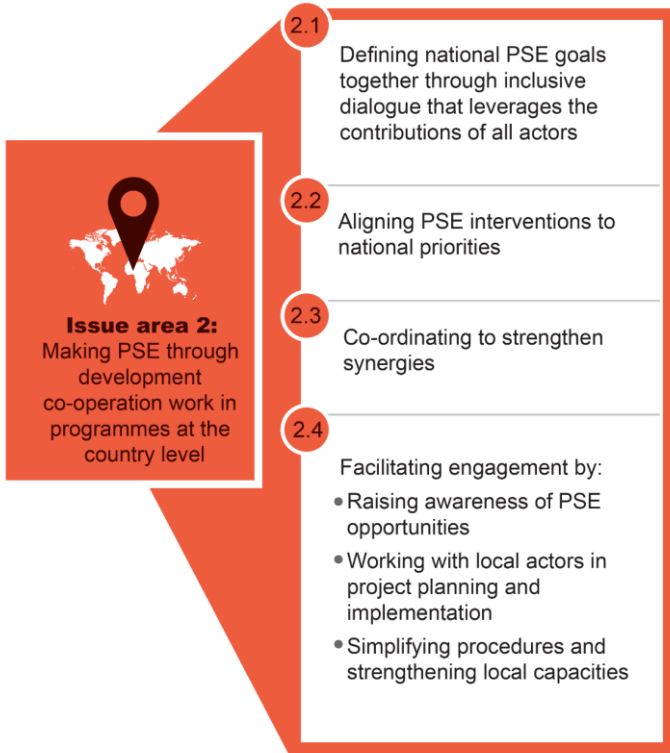 Issue area 2:
Making PSE through
development
co-operation work in
programmes at the
country level
2.1
Defining national PSE goals
together through inclusive
dialogue that leverages the
contributions of all actors
2.2
Aligning PSE interventions to
national priorities
2.3
Co-ordinating to strengthen
synergies
2.4
Facilitating engagement by:
• Raising awareness of PSE
opportunities
• Working with local actors in
project planning and
implementation
• Simplifying procedures and
strengthening local capacities